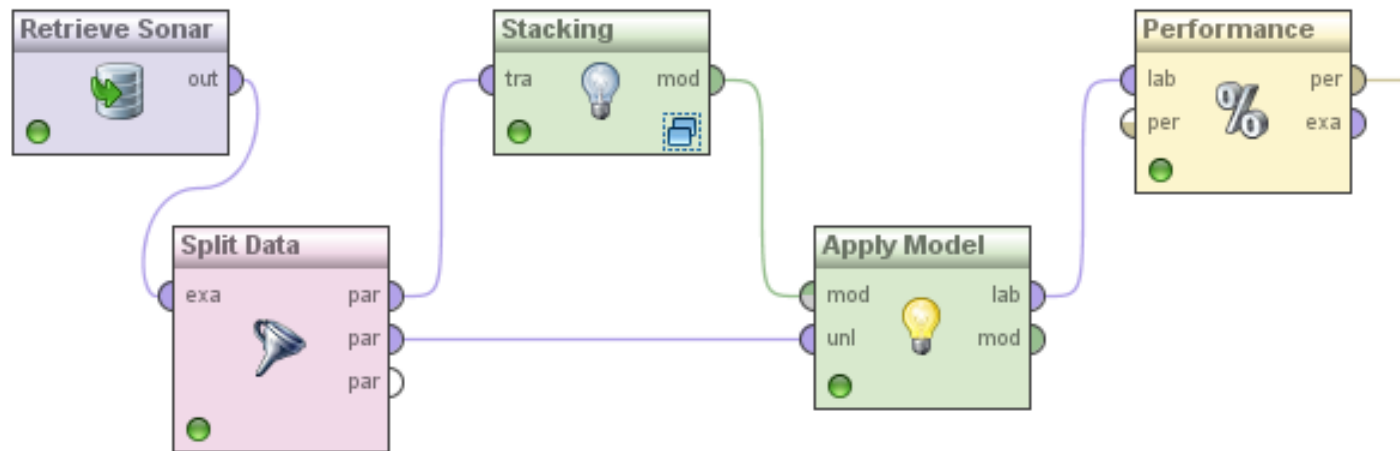 Retrieve Sonar
out
Stacking
tra mod
Performance
lab per
per exa
Split Data
exa par
par
par
Apply Model
mod lab
unl mod
%